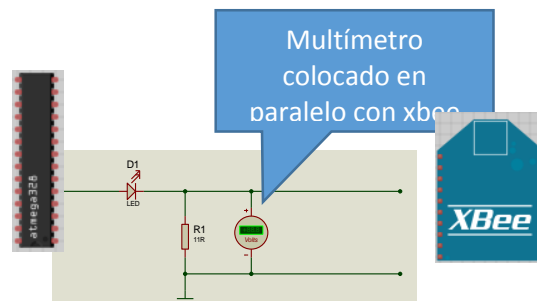 Multímetro
colocado en
paralelo con xbee
atmega328
D1
LED
R1
11R
+
Volts
-
XBee